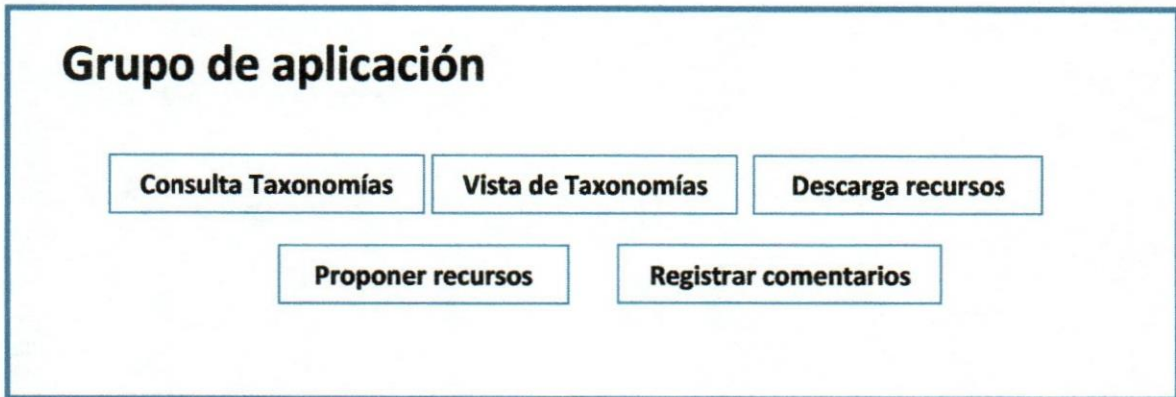 Grupo de aplicación
Consulta Taxonomías Vista de Taxonomías Descarga recursos
Proponer recursos Registrar comentarios